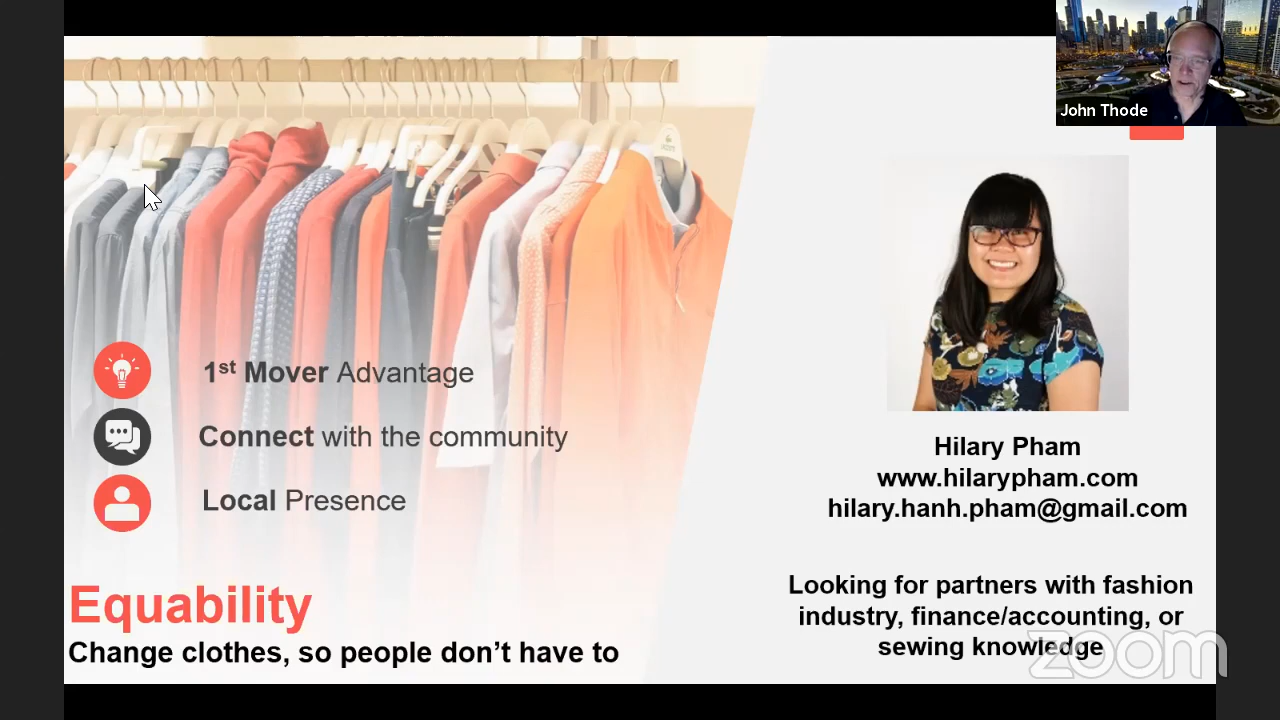 John Thode
1st Mover Advantage
Connect with the community
Local Presence
Equability
Change clothes, so people don’t have to
Hilary Pham
www.hilarypham.com
hilary.hanh.pham@gmail.com
Looking for partners with fashion
industry, finance/accounting, or
sewing knowledge
zoom